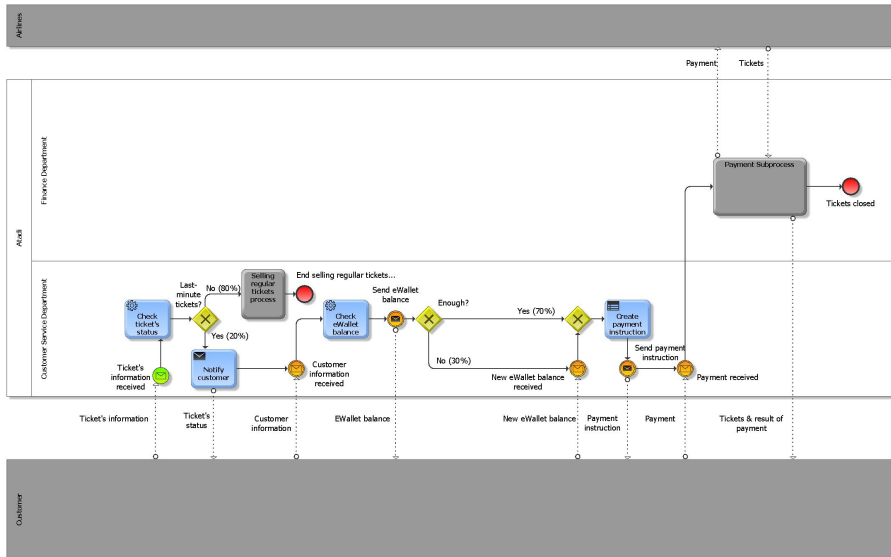 Airlines
Payment
Tickets
Atadi
Finance Department
Payment Subprocess
Tickets closed
Customer Service Department
Check
ticket's
status
Last-
minute
tickets?
No (80%)
Yes (20%)
Selling
regular
tickets
process
End selling regullar tickets...
Ticket's
information
received
Notify
customer
Customer
information
received
Check
eWallet
balance
Send eWallet
balance
Enough?
Yes (70%)
No (30%)
New eWallet balance
received
Create
payment
instruction
Send payment
instruction
Payment received
Ticket's information
Ticket's
status
Customer
information
EWallet balance
New eWallet balance
Payment
instruction
Payment
Tickets & result of
payment
Customer